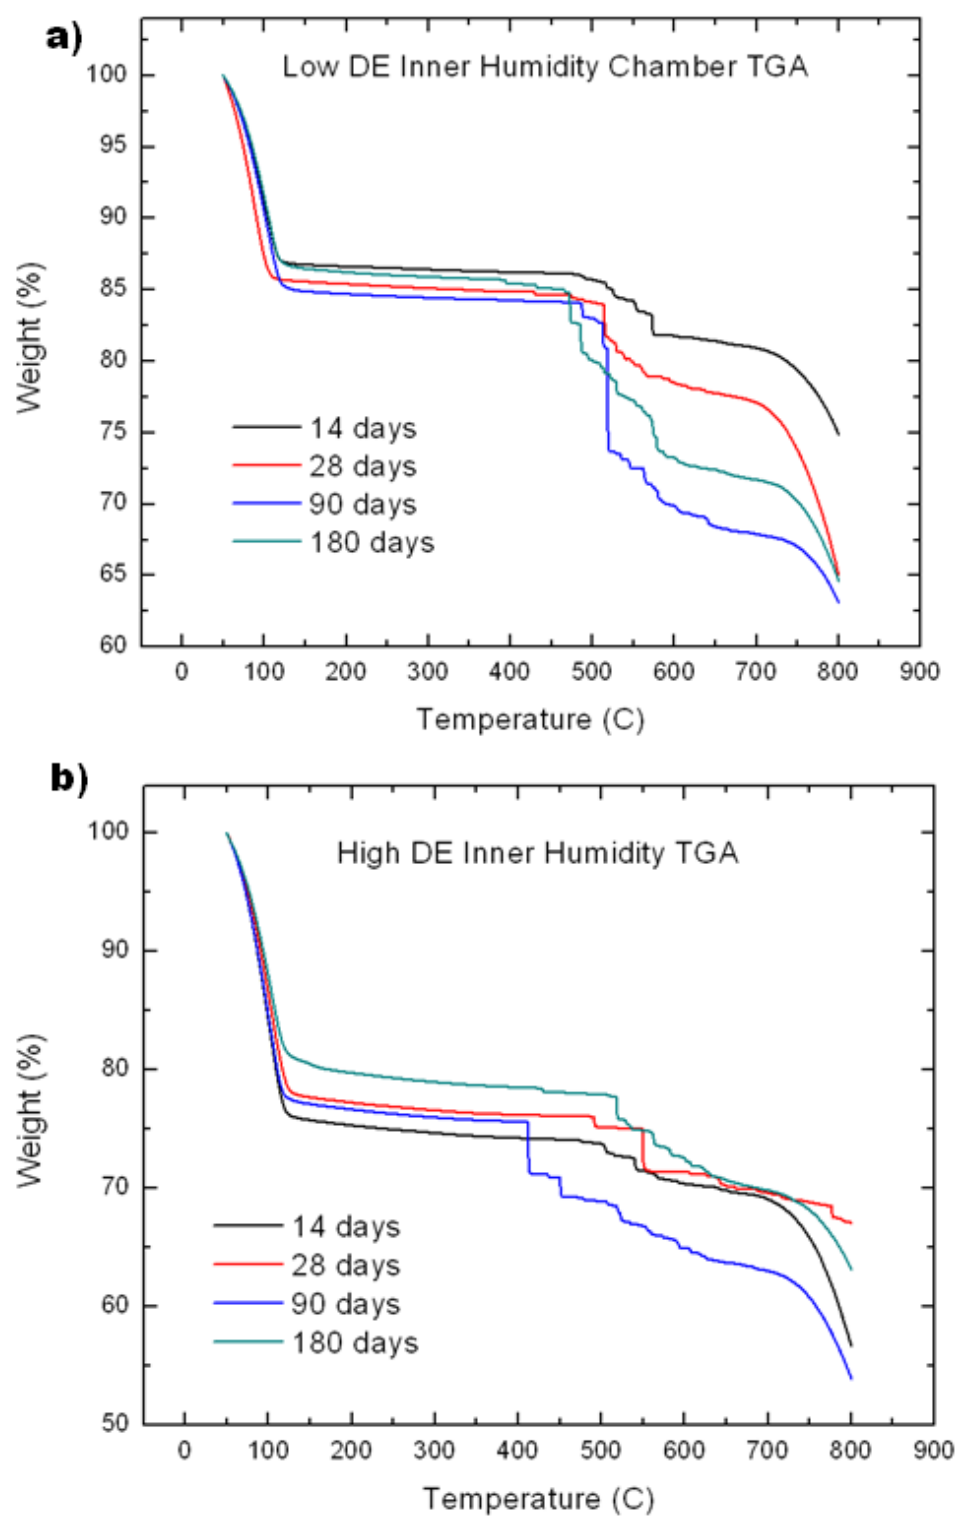 a)
Low DE Inner Humidity Chamber TGA
100
95
90
85
80
75
70
65
60
Weight (%)
14 days
28 days
90 days
180 days
0 100 200 300 400 500 600 700 800 900
Temperature (C)
b)
High DE Inner Humidity TGA
100
90
80
70
60
50
Weight (%)
14 days
28 days
90 days
180 days
0 100 200 300 400 500 600 700 800 900
Temperature (C)